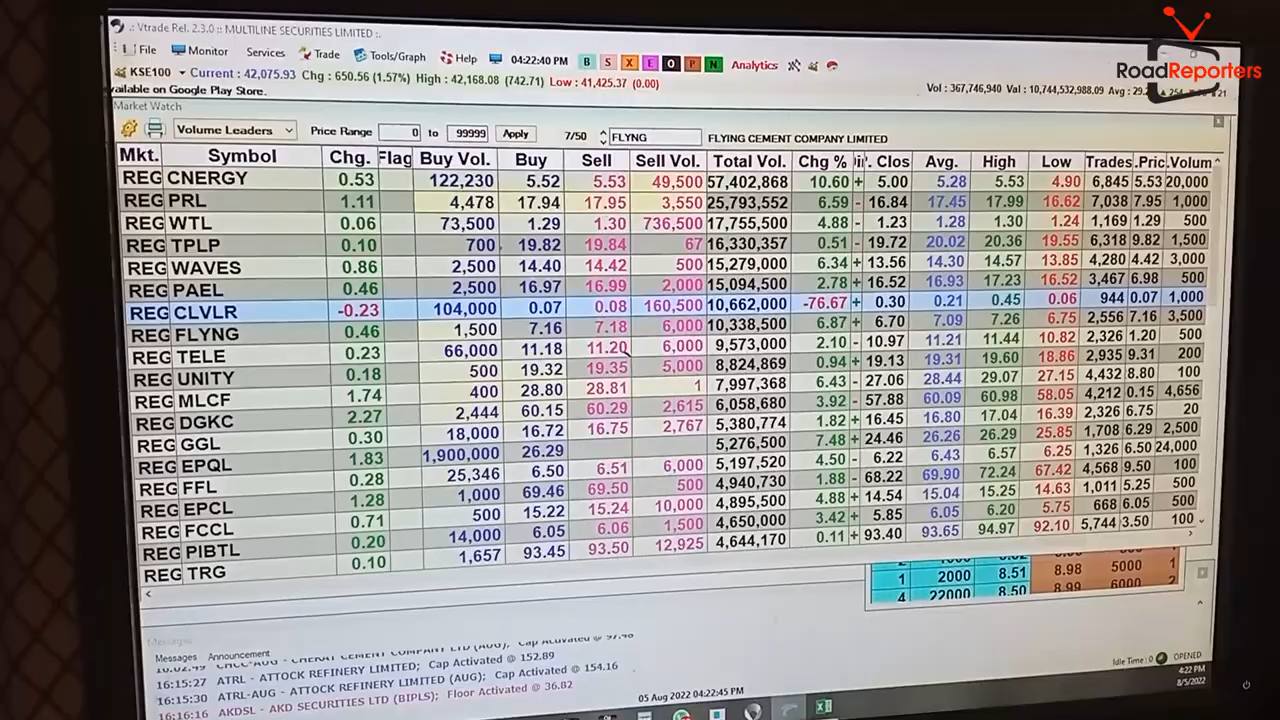 RoadReporters
.: Vtrade Rel. 2.3.0 :: MULTILINE SECURITIES LIMITED :.
File Monitor Services Trade Tools/Graph Help 04:22:40 PM B S X E O P N Analytics
KSE100 Current : 42,075.93 Chg : 650.56 (1.57%) High : 42,168.08 (742.71) Low : 41,425.37 (0.00)
vailable on Google Play Store. Vol : 367,746,940 Val : 10,744,532,988.09 Avg : 29.2
Market Watch
Volume Leaders Price Range 0 to 99999 Apply 7/50 FLYNG FLYING CEMENT COMPANY LIMITED
Mkt. Symbol Chg. Flag Buy Vol. Buy Sell Sell Vol. Total Vol. Chg % . Clos Avg. High Low Trades .Pric. Volum
REG CNERGY 0.53 122,230 5.52 5.53 49,500 57,402,868 10.60 + 5.00 5.28 5.53 4.90 6,845 5.53 20,000
REG PRL 1.11 4,478 17.94 17.95 3,550 25,793,552 6.59 - 16.84 17.45 17.99 16.62 7,038 7.95 1,000
REG WTL 0.06 73,500 1.29 1.30 736,500 17,755,500 4.88 - 1.23 1.28 1.30 1.24 1,169 1.29 500
REG TPLP 0.10 700 19.82 19.84 67 16,330,357 0.51 - 19.72 20.02 20.36 19.55 6,318 9.82 1,500
REG WAVES 0.86 2,500 14.40 14.42 500 15,279,000 6.34 + 13.56 14.30 14.57 13.85 4,280 4.42 3,000
REG PAEL 0.46 2,500 16.97 16.99 2,000 15,094,500 2.78 + 16.52 16.93 17.23 16.52 3,467 6.98 500
REG CLVLR -0.23 104,000 0.07 0.08 160,500 10,662,000 -76.67 + 0.30 0.21 0.45 0.06 944 0.07 1,000
REG FLYNG 0.46 1,500 7.16 7.18 6,000 10,338,500 6.87 + 6.70 7.09 7.26 6.75 2,556 7.16 3,500
REG TELE 0.23 66,000 11.18 11.20 6,000 9,573,000 2.10 - 10.97 11.21 11.44 10.82 2,326 1.20 500
REG UNITY 0.18 500 19.32 19.35 5,000 8,824,869 0.94 + 19.13 19.31 19.60 18.86 2,935 9.31 200
REG MLCF 1.74 400 28.80 28.81 1 7,997,368 6.43 - 27.06 28.44 29.07 27.15 4,432 8.80 100
REG DGKC 2.27 2,444 60.15 60.29 2,615 6,058,680 3.92 - 57.88 60.09 60.98 58.05 4,212 0.15 4,656
REG GGL 0.30 18,000 16.72 16.75 2,767 5,380,774 1.82 + 16.45 16.80 17.04 16.39 2,326 6.75 20
REG EPQL 1.83 1,900,000 26.29 5,276,500 7.48 + 24.46 26.26 26.29 25.85 1,708 6.29 2,500
REG FFL 0.28 25,346 6.50 6.51 6,000 5,197,520 4.50 - 6.22 6.43 6.57 6.25 1,326 6.50 24,000
REG EPCL 1.28 1,000 69.46 69.50 500 4,940,730 1.88 - 68.22 69.90 72.24 67.42 4,568 9.50 100
REG FCCL 0.71 500 15.22 15.24 10,000 4,895,500 4.88 + 14.54 15.04 15.25 14.63 1,011 5.25 500
REG PIBTL 0.20 14,000 6.05 6.06 1,500 4,650,000 3.42 + 5.85 6.05 6.20 5.75 668 6.05 500
REG TRG 0.10 1,657 93.45 93.50 12,925 4,644,170 0.11 + 93.40 93.65 94.97 92.10 5,744 3.50 100
1 2000 8.51 8.98 5000 1
4 22000 8.50 8.99 6000
Messages Announcement
16:15:27 ATRL - ATTOCK REFINERY LIMITED; Cap Activated @ 152.89
16:15:30 ATRL-AUG - ATTOCK REFINERY LIMITED (AUG); Cap Activated @ 154.16
16:16:16 AKDSL - AKD SECURITIES LTD (BIPLS); Floor Activated @ 36.82
Idle Time : 0 OPENED
05 Aug 2022 04:22:45 PM
4:22 PM
8/5/2022